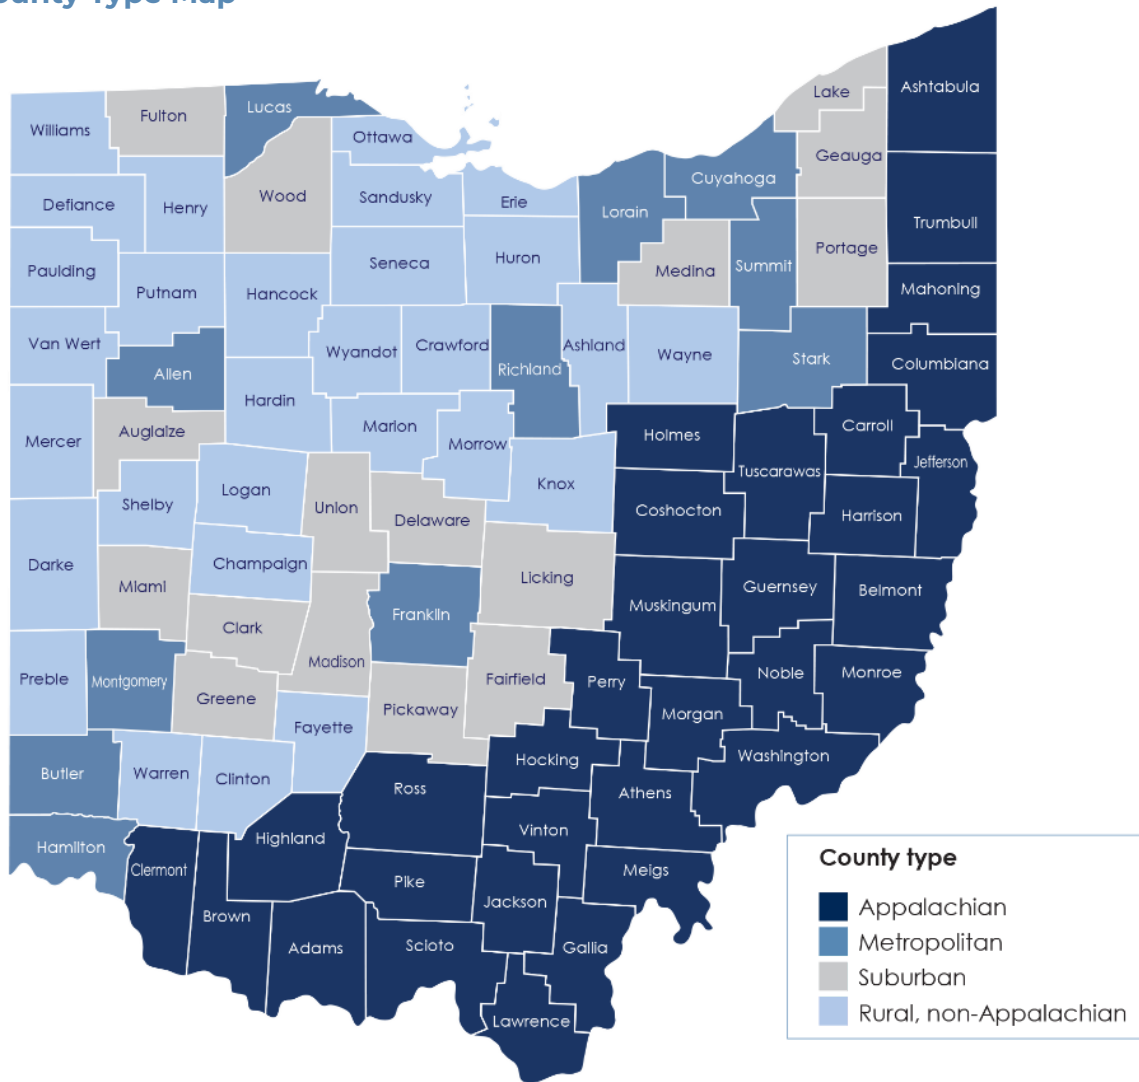 County Type Map
Ashtabula
Lake
Fulton
Lucas
Williams
Ottawa
Geauga
Cuyahoga
Wood
Sandusky
Erie
Defiance
Henry
Lorain
Trumbull
Portage
Seneca
Huron
Summit
Medina
Paulding
Putnam
Hancock
Mahoning
Van Wert
Wyandot
Crawford
Ashland
Wayne
Stark
Columbiana
Allen
Richland
Hardin
Marion
Carroll
Auglaize
Mercer
Morrow
Holmes
Jefferson
Tuscarawas
Knox
Logan
Shelby
Union
Delaware
Coshocton
Harrison
Darke
Champaign
Miami
Licking
Guernsey
Belmont
Muskingum
Franklin
Clark
Madison
Preble
Montgomery
Fairfield
Perry
Noble
Monroe
Greene
Pickaway
Morgan
Fayette
Washington
Butler
Warren
Clinton
Hocking
Ross
Athens
Highland
Vinton
Hamilton
Clermont
Pike
Meigs
Jackson
Brown
Adams
Scioto
Gallia
Lawrence
County type
Appalachian
Metropolitan
Suburban
Rural, non-Appalachian